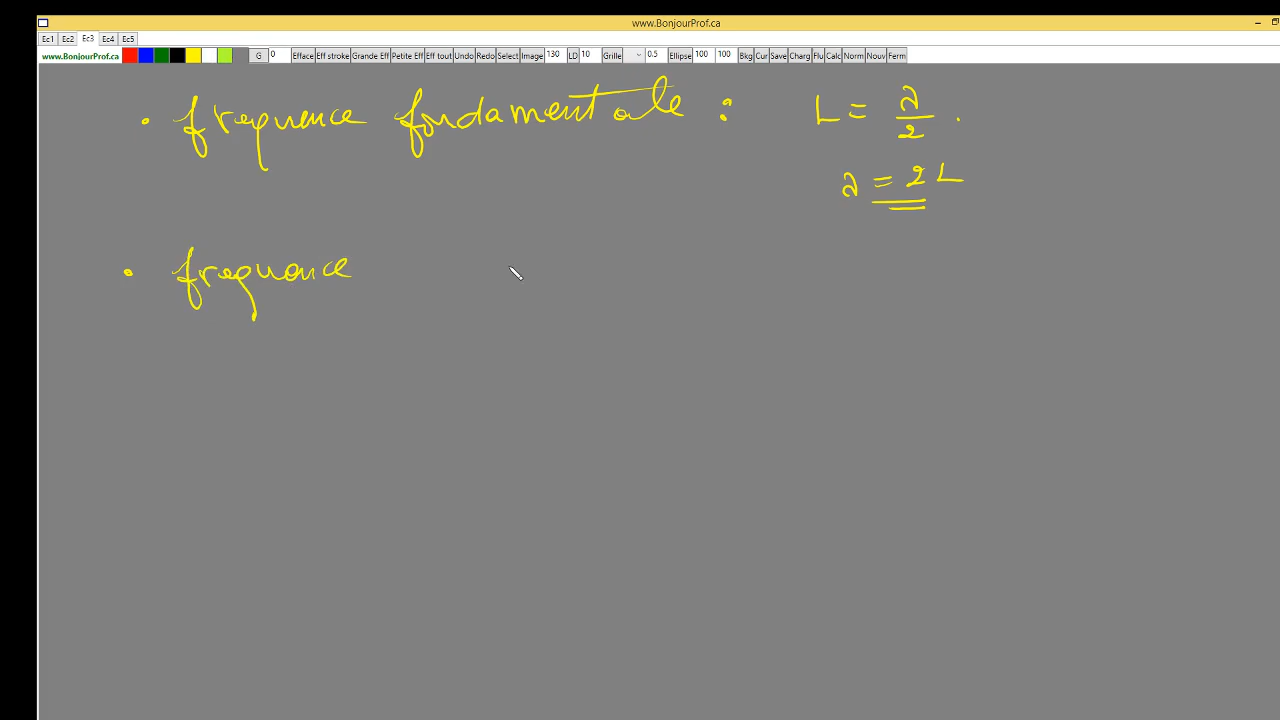 www.BonjourProf.ca
Ec1 Ec2 Ec3 Ec4 Ec5
www.BonjourProf.ca G 0 Efface Eff stroke Grande Eff Petite Eff Eff tout Undo Redo Select Image 130 LD 10 Grille 0.5 Ellipse 100 100 Bkg Cur Save Charg Flu Calc Norm Nouv Ferm
• frequence fondamentale : L = λ/2 .
λ = 2L
• frequence